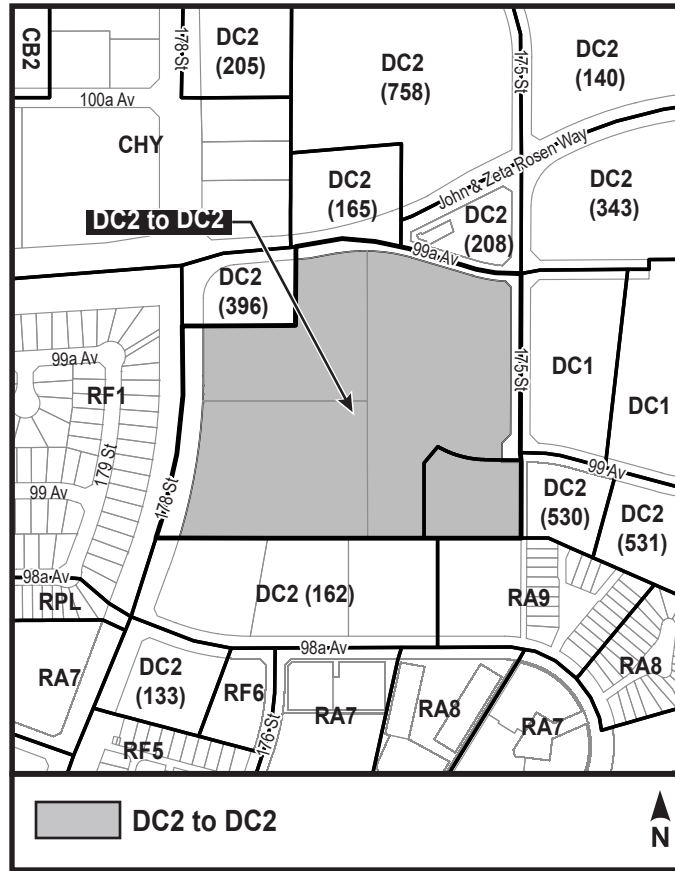 CB2
178 St
DC2
(205)
DC2
(758)
175 St
DC2
(140)
100a Av
CHY
John & Zeta Rosen Way
DC2
(165)
DC2
(343)
DC2 to DC2
DC2
(208)
99a Av
DC2
(396)
99a Av
RF1
175 St
DC1
DC1
179 St
178 St
99 Av
99 Av
DC2
(530)
DC2
(531)
98a Av
RPL
DC2 (162)
RA9
98a Av
RA7
DC2
(133)
RF6
RA7
RA8
RA7
RA8
176 St
RF5
DC2 to DC2
N